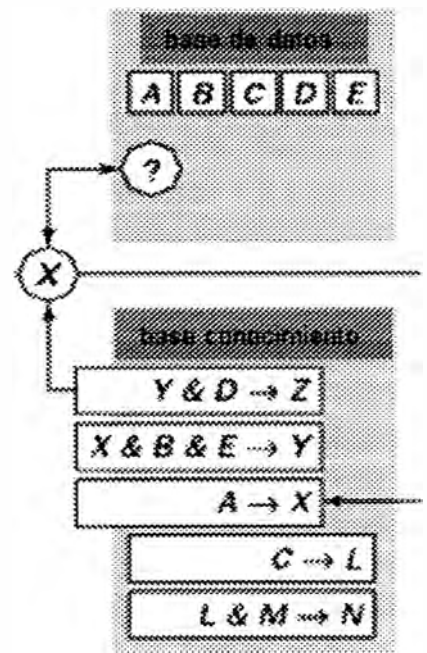 base de datos
A B C D E
?
X
base conocimiento
Y & D → Z
X & B & E → Y
A → X
C → L
L & M → N